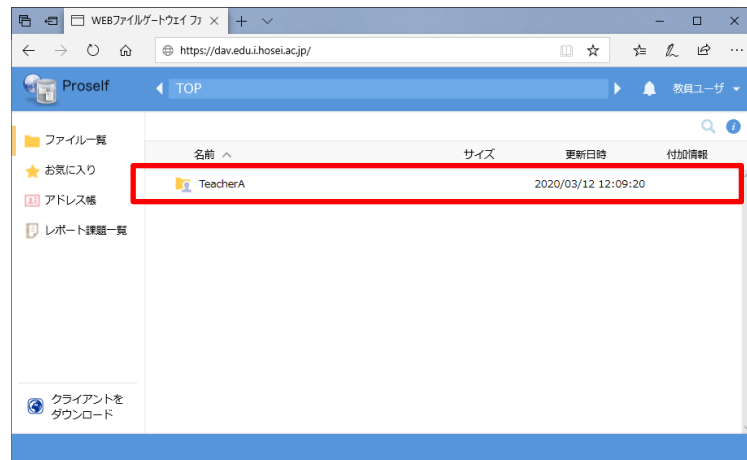 WEBファイルゲートウェイ ファ
https://dav.edu.i.hosei.ac.jp/
Proself
TOP
教員ユーザ
ファイル一覧
お気に入り
アドレス帳
レポート課題一覧
名前
サイズ
更新日時
付加情報
TeacherA
2020/03/12 12:09:20
クライアントを
ダウンロード